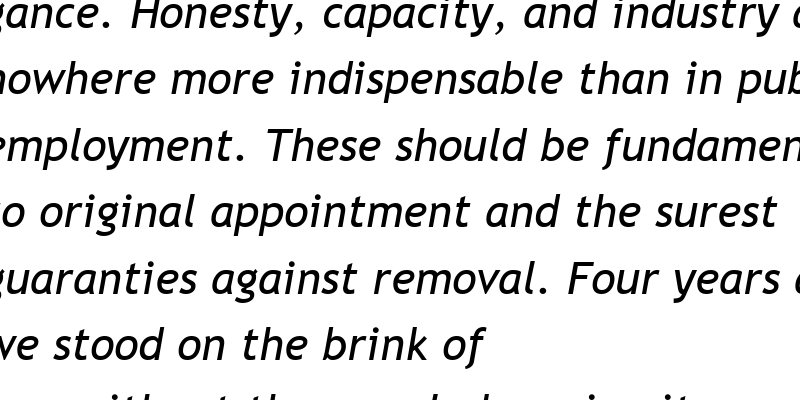 gance. Honesty, capacity, and industry
nowhere more indispensable than in pub
employment. These should be fundamen
to original appointment and the surest
guaranties against removal. Four years
we stood on the brink of